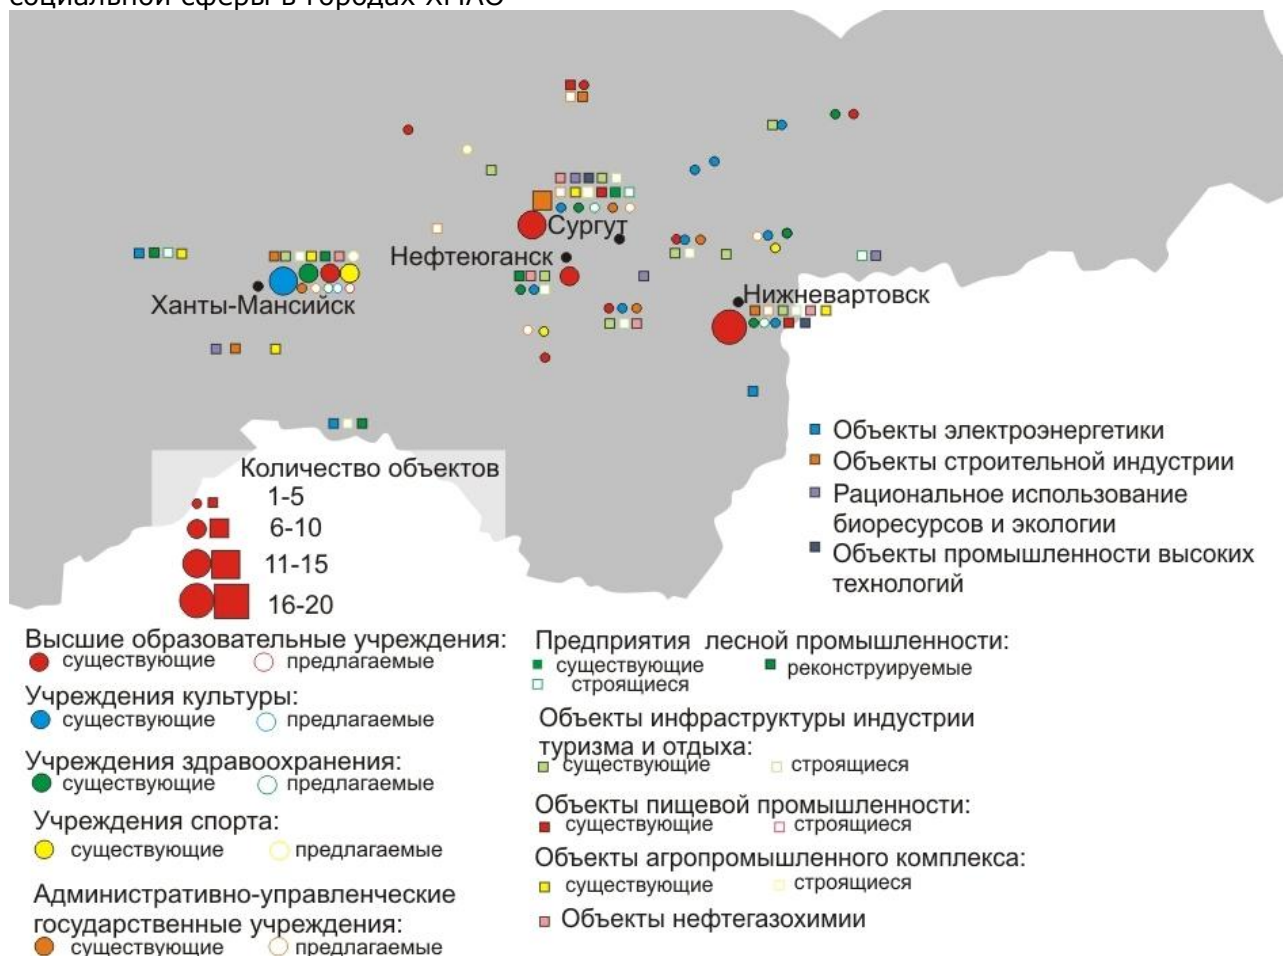 социальной сферы в городах ХМАО
Сургут
Нефтеюганск
Ханты-Мансийск
Нижневартовск
Количество объектов
1-5
6-10
11-15
16-20
Объекты электроэнергетики
Объекты строительной индустрии
Рациональное использование
биоресурсов и экологии
Объекты промышленности высоких
технологий
Высшие образовательные учреждения:
существующие предлагаемые
Учреждения культуры:
существующие предлагаемые
Учреждения здравоохранения:
существующие предлагаемые
Учреждения спорта:
существующие предлагаемые
Административно-управленческие
государственные учреждения:
существующие предлагаемые
Предприятия лесной промышленности:
существующие реконструируемые
строящиеся
Объекты инфраструктуры индустрии
туризма и отдыха:
существующие строящиеся
Объекты пищевой промышленности:
существующие строящиеся
Объекты агропромышленного комплекса:
существующие строящиеся
Объекты нефтегазохимии